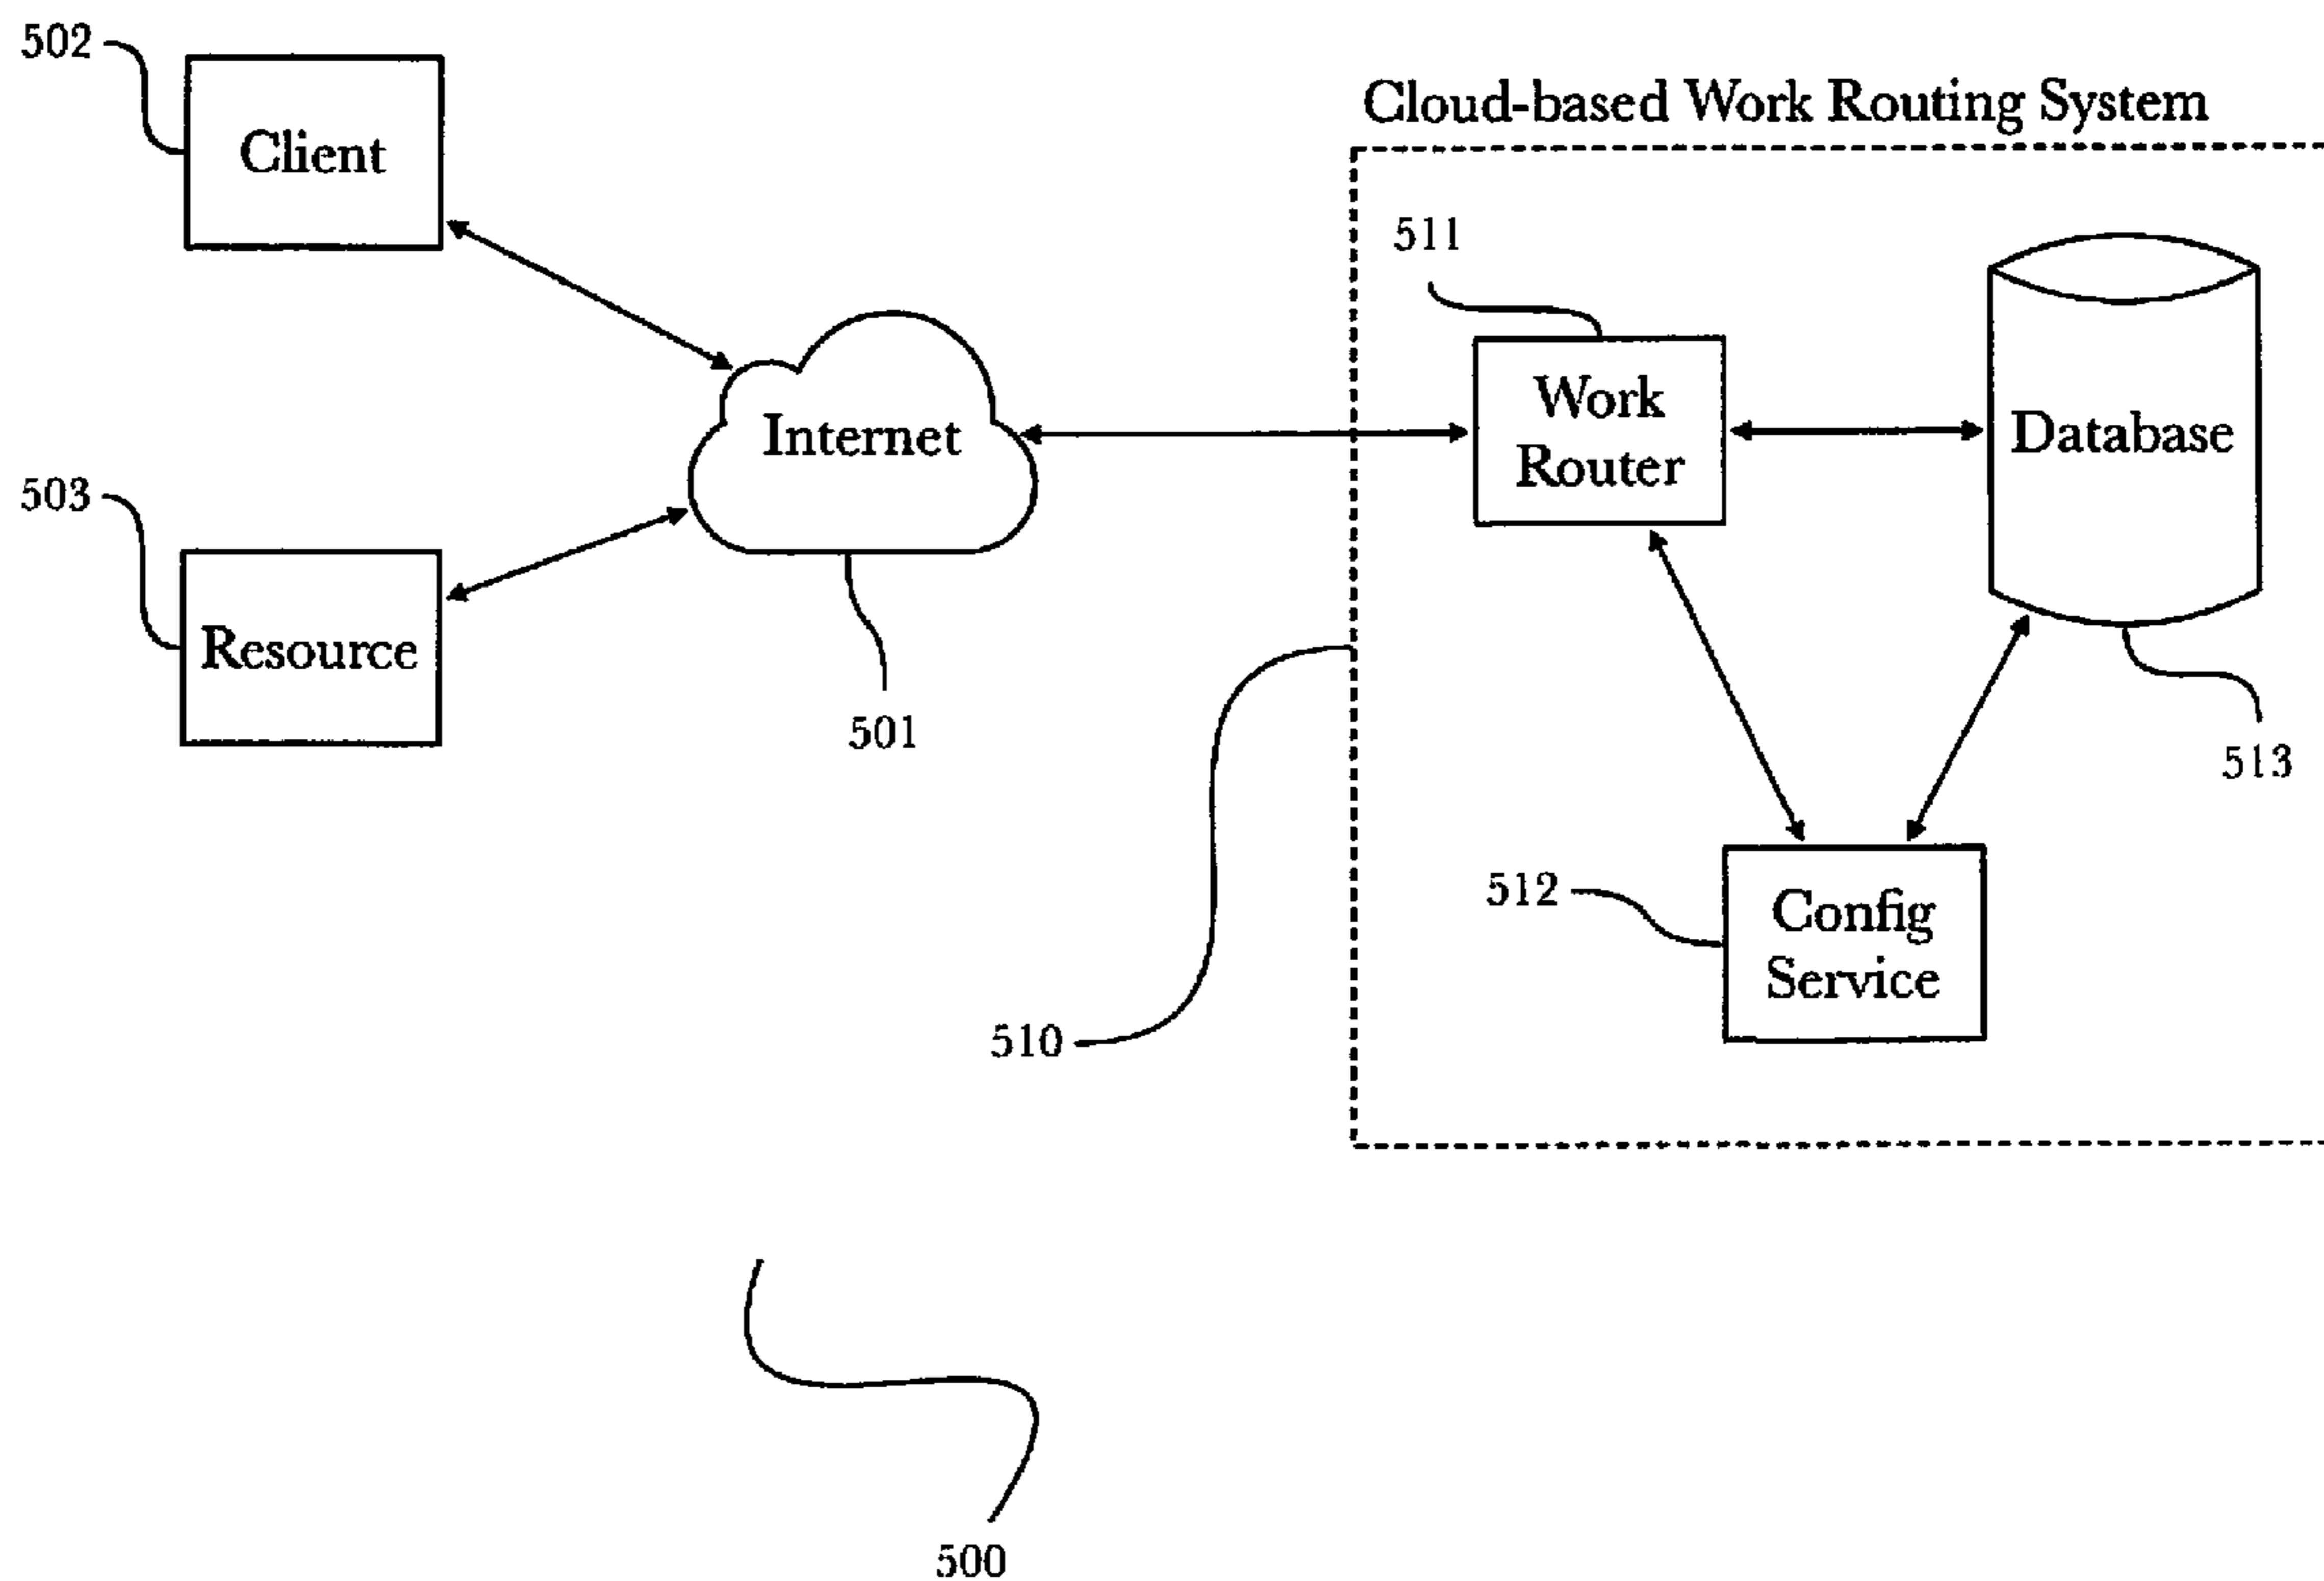 502
Client
Cloud-based Work Routing System
511
Work
Router
Database
Internet
503
Resource
501
513
512
Config
Service
510
500